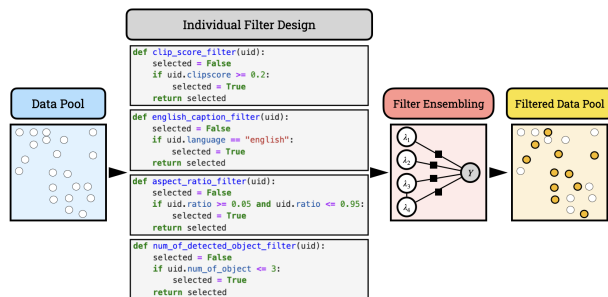 Individual Filter Design
def clip_score_filter(uid):
selected = False
if uid.clipscore >= 0.2:
selected = True
return selected
def english_caption_filter(uid):
selected = False
if uid.language == "english":
selected = True
return selected
def aspect_ratio_filter(uid):
selected = False
if uid.ratio >= 0.05 and uid.ratio <= 0.95:
selected = True
return selected
def num_of_detected_object_filter(uid):
selected = False
if uid.num_of_object <= 3:
selected = True
return selected
Data Pool
Filter Ensembling
λ1
λ2
λ3
λ4
Y
Filtered Data Pool